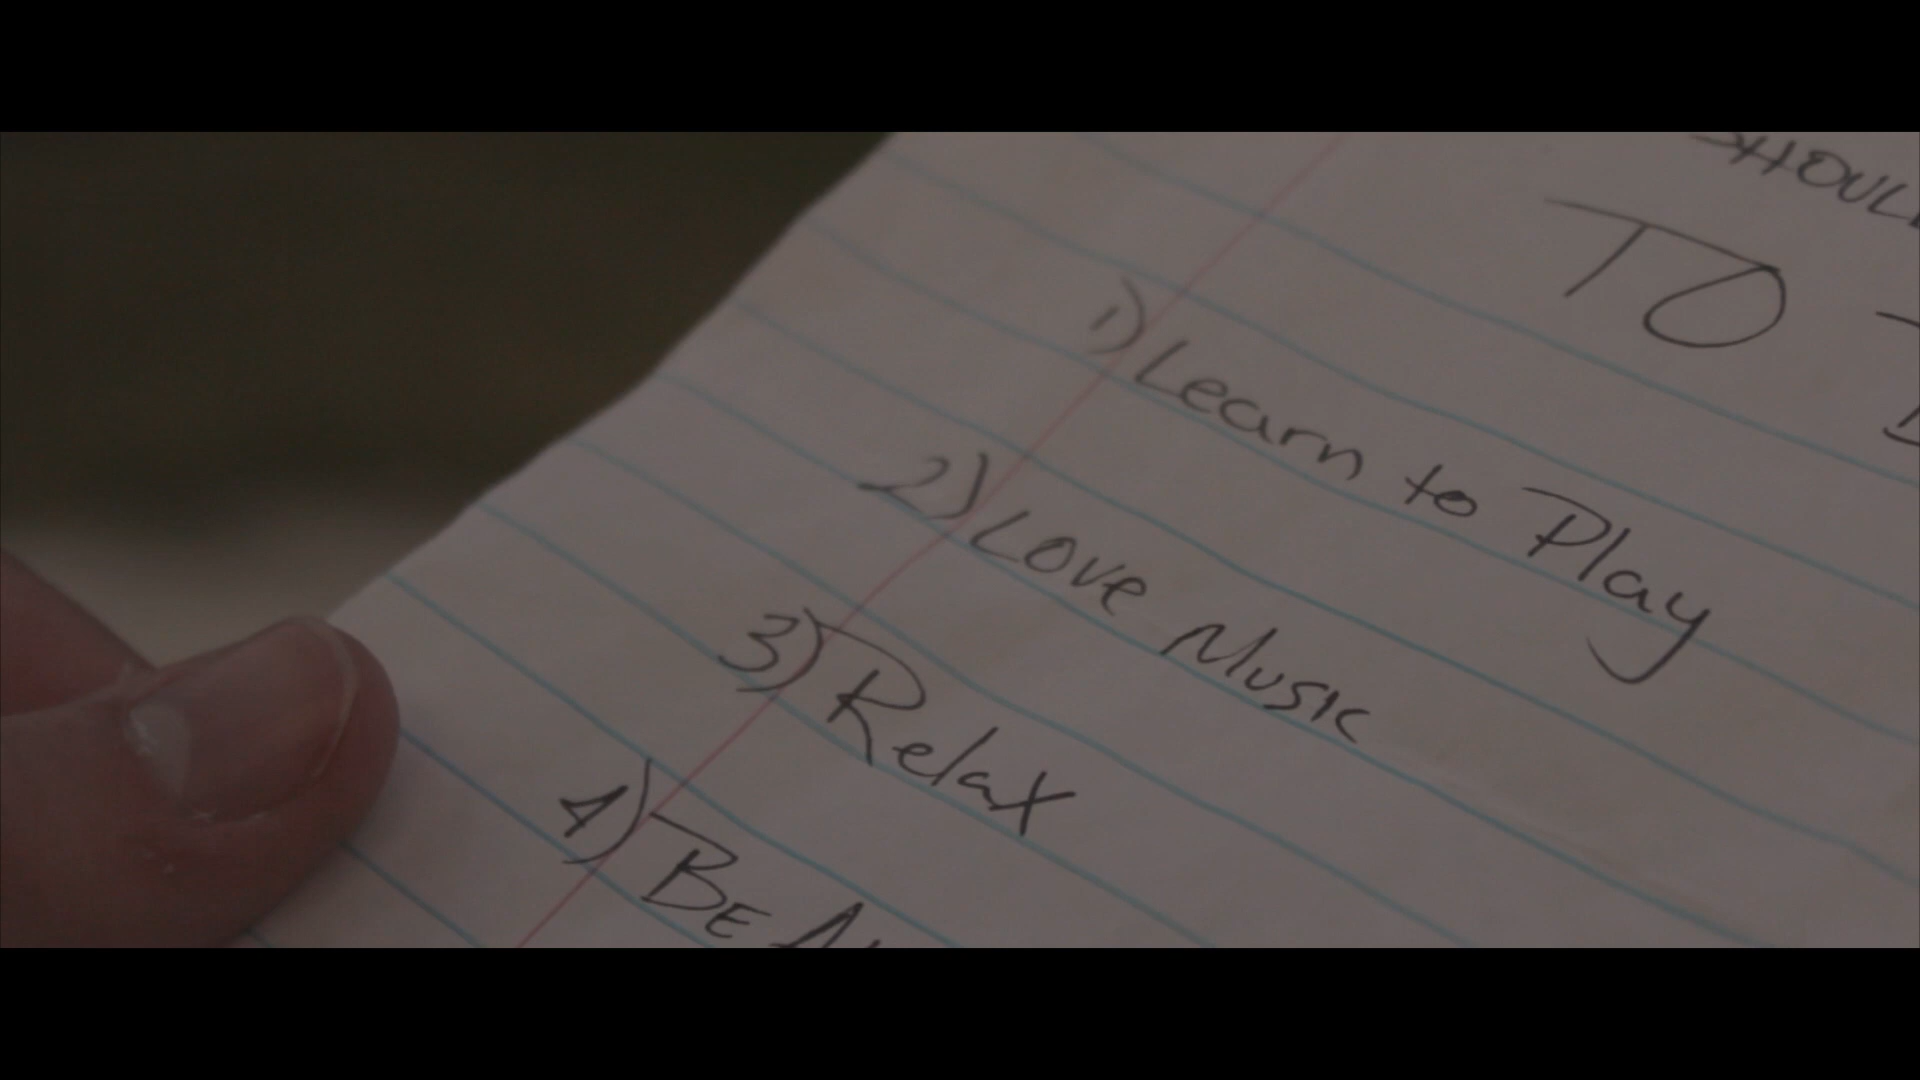 TO
1) Learn to Play
2) Love Music
3) Relax
4) BE